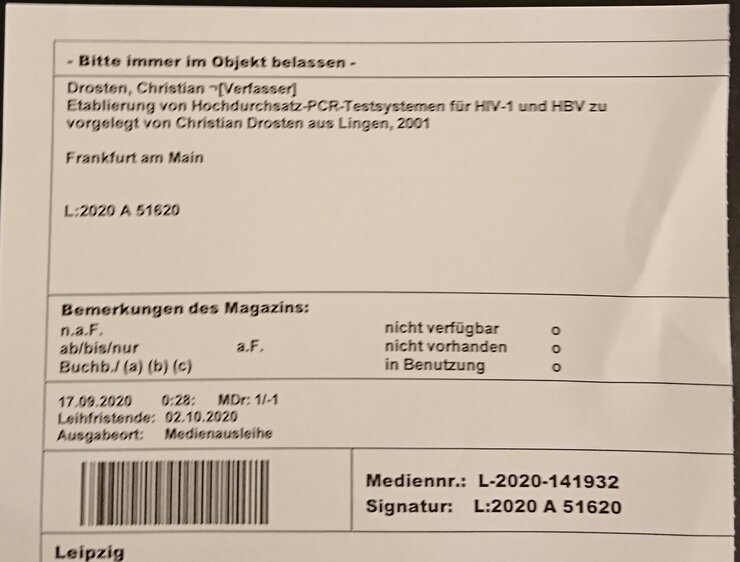 - Bitte immer im Objekt belassen -
Drosten, Christian ¬[Verfasser]
Etablierung von Hochdurchsatz-PCR-Testsystemen für HIV-1 und HBV zu
vorgelegt von Christian Drosten aus Lingen, 2001
Frankfurt am Main
L:2020 A 51620
Bemerkungen des Magazins:
n.a.F. nicht verfügbar o
ab/bis/nur a.F. nicht vorhanden o
Buchb./ (a) (b) (c) in Benutzung o
17.09.2020 0:28: MDr: 1/-1
Leihfristende: 02.10.2020
Ausgabeort: Medienausleihe
Mediennr.: L-2020-141932
Signatur: L:2020 A 51620
Leipzig